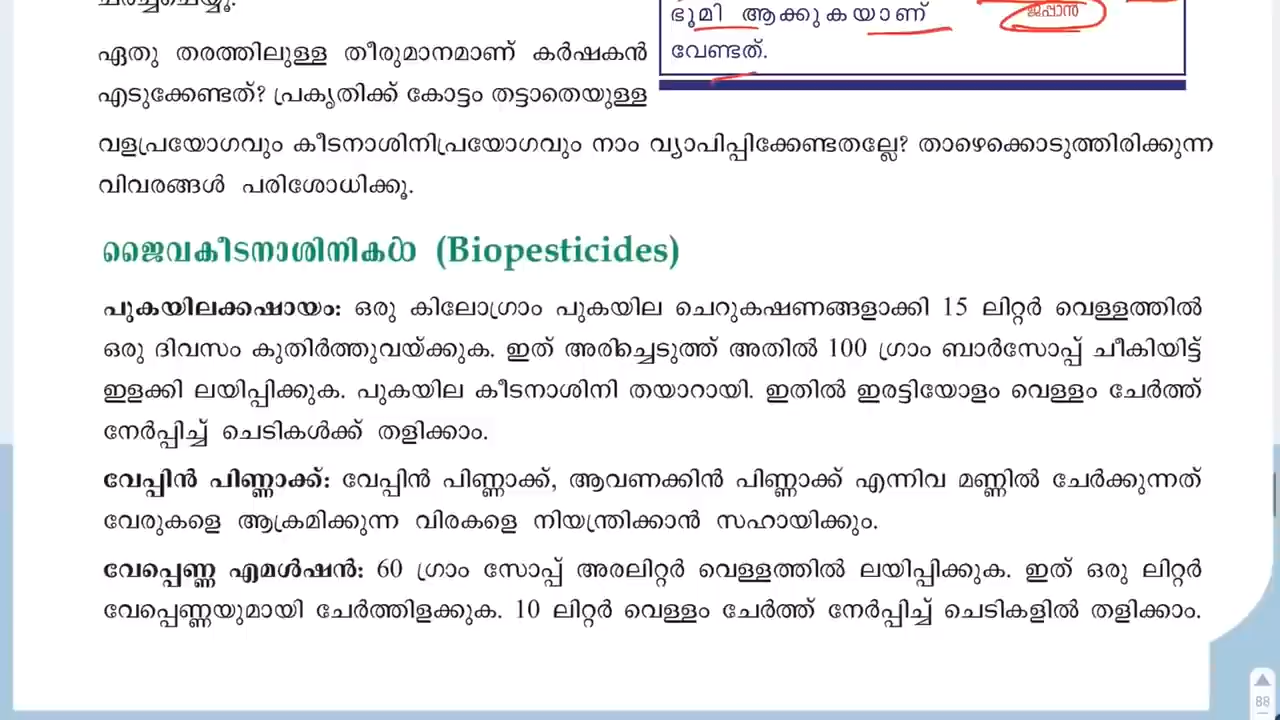 ചർച്ചചെയ്യൂ.
ഭൂമി ആക്കുകയാണ്
ജപ്പാൻ
വേണ്ടത്.
ഏതു തരത്തിലുള്ള തീരുമാനമാണ് കർഷകൻ
എടുക്കേണ്ടത്? പ്രകൃതിക്ക് കോട്ടം തട്ടാതെയുള്ള
വളപ്രയോഗവും കീടനാശിനിപ്രയോഗവും നാം വ്യാപിപ്പിക്കേണ്ടതല്ലേ? താഴെക്കൊടുത്തിരിക്കുന്ന
വിവരങ്ങൾ പരിശോധിക്കൂ.
ജൈവകീടനാശിനികൾ (Biopesticides)
പുകയിലക്കഷായം: ഒരു കിലോഗ്രാം പുകയില ചെറുകഷണങ്ങളാക്കി 15 ലിറ്റർ വെള്ളത്തിൽ
ഒരു ദിവസം കുതിർത്തുവയ്ക്കുക. ഇത് അരിച്ചെടുത്ത് അതിൽ 100 ഗ്രാം ബാർസോപ്പ് ചീകിയിട്ട്
ഇളക്കി ലയിപ്പിക്കുക. പുകയില കീടനാശിനി തയാറായി. ഇതിൽ ഇരട്ടിയോളം വെള്ളം ചേർത്ത്
നേർപ്പിച്ച് ചെടികൾക്ക് തളിക്കാം.
വേപ്പിൻ പിണ്ണാക്ക്: വേപ്പിൻ പിണ്ണാക്ക്, ആവണക്കിൻ പിണ്ണാക്ക് എന്നിവ മണ്ണിൽ ചേർക്കുന്നത്
വേരുകളെ ആക്രമിക്കുന്ന വിരകളെ നിയന്ത്രിക്കാൻ സഹായിക്കും.
വേപ്പെണ്ണ എമൾഷൻ: 60 ഗ്രാം സോപ്പ് അരലിറ്റർ വെള്ളത്തിൽ ലയിപ്പിക്കുക. ഇത് ഒരു ലിറ്റർ
വേപ്പെണ്ണയുമായി ചേർത്തിളക്കുക. 10 ലിറ്റർ വെള്ളം ചേർത്ത് നേർപ്പിച്ച് ചെടികളിൽ തളിക്കാം.
88